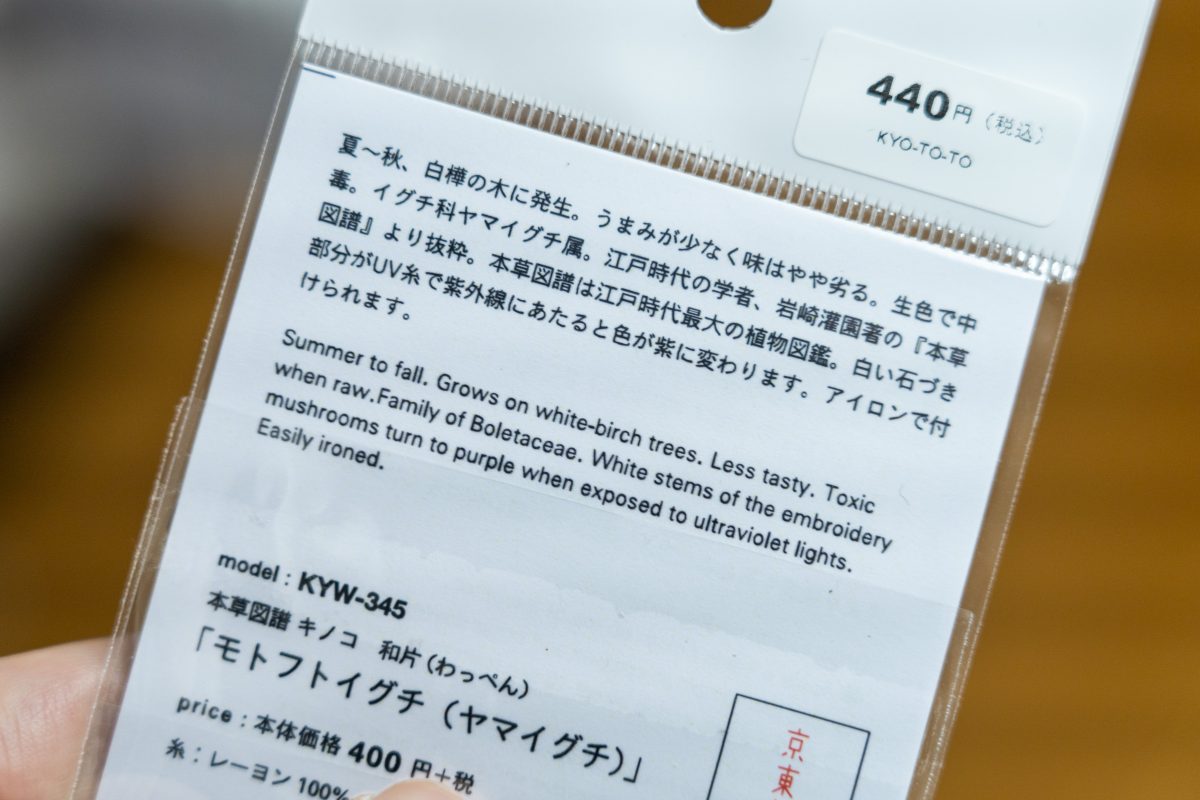 440円(税込)
KYO-TO-TO
夏〜秋、白樺の木に発生。うまみが少なく味はやや劣る。生色で中
毒。イグチ科ヤマイグチ属。江戸時代の学者、岩崎灌園著の『本草
図譜』より抜粋。本草図譜は江戸時代最大の植物図鑑。白い石づき
部分がUV糸で紫外線にあたると色が紫に変わります。アイロンで付
けられます。
Summer to fall. Grows on white-birch trees. Less tasty. Toxic
when raw.Family of Boletaceae. White stems of the embroidery
mushrooms turn to purple when exposed to ultraviolet lights.
Easily ironed.
model : KYW-345
本草図譜 キノコ 和片(わっぺん)
「モトフトイグチ(ヤマイグチ)」
price : 本体価格 400 円+税
糸 : レーヨン 100%
京東